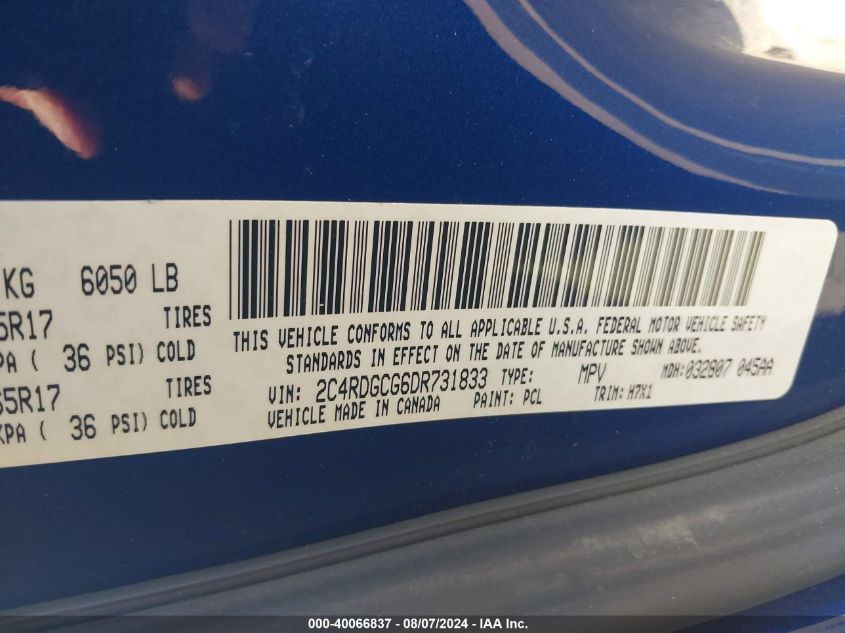 KG 6050 LB
5R17 TIRES
PA ( 36 PSI) COLD
65R17 TIRES
KPA ( 36 PSI) COLD
THIS VEHICLE CONFORMS TO ALL APPLICABLE U.S.A. FEDERAL MOTOR VEHICLE SAFETY
STANDARDS IN EFFECT ON THE DATE OF MANUFACTURE SHOWN ABOVE.
VIN: 2C4RDGCG6DR731833 TYPE: MPV MDH:032807 045AA
VEHICLE MADE IN CANADA PAINT: PCL TRIM: H7X1
000-40066837 - 08/07/2024 - IAA Inc.